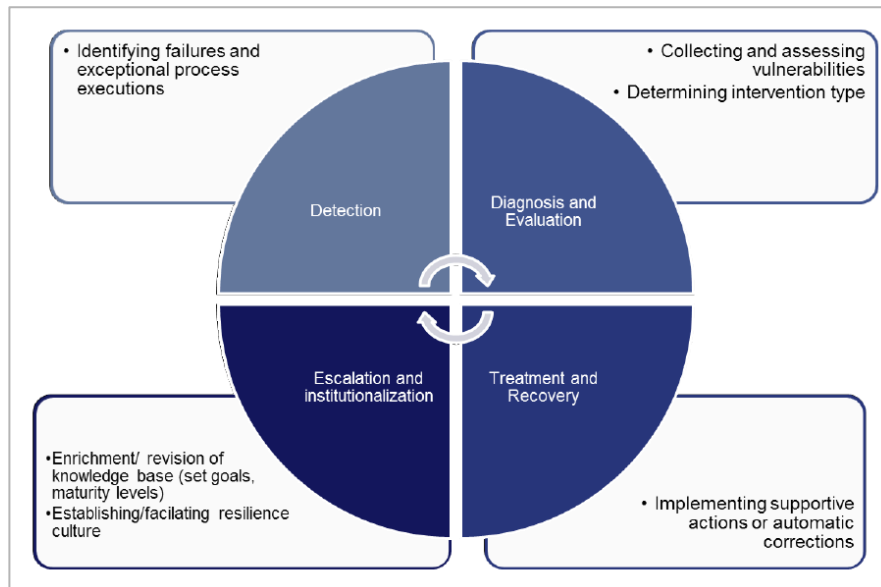 • Identifying failures and
exceptional process
executions
• Collecting and assessing
vulnerabilities
• Determining intervention type
Detection
Diagnosis and
Evaluation
Escalation and
institutionalization
Treatment and
Recovery
•Enrichment/ revision of
knowledge base (set goals,
maturity levels)
•Establishing/facilating resilience
culture
• Implementing supportive
actions or automatic
corrections